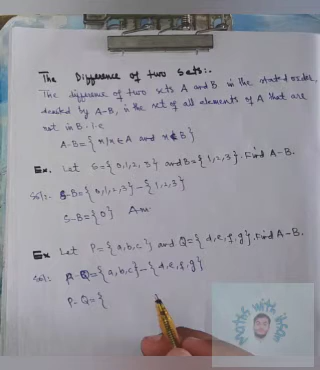 The Difference of two Sets:.
The difference of two sets A and B in the stated order,
denoted by A-B, is the set of all elements of A that are
not in B. i.e
A-B={x/x∈A and x∉B}
Ex. Let S={0,1,2,3} and B={1,2,3}. Find A-B.
Sol:. S-B={0,1,2,3}-{1,2,3}
S-B={0} Ans
Ex Let P={a,b,c} and Q={d,e,f,g}. Find A-B.
Sol: P-Q={a,b,c}-{d,e,f,g}
P-Q={
maths with